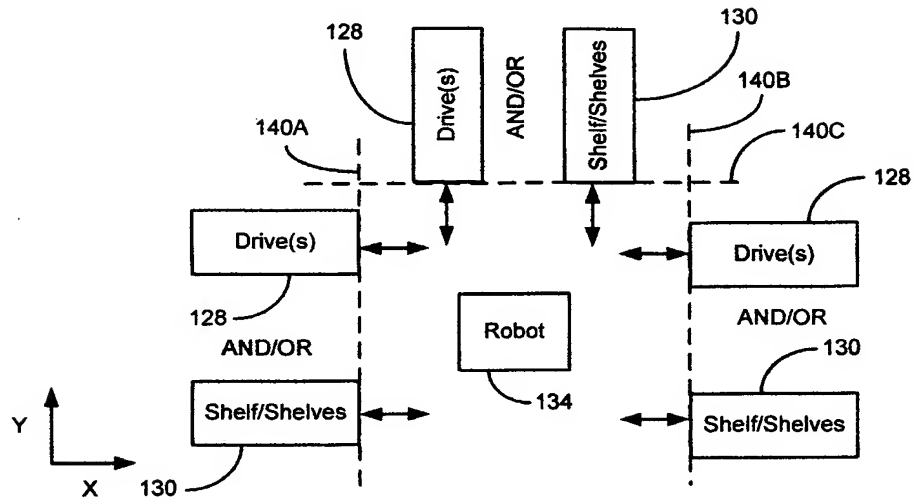 130
128
Drive(s)
AND/OR
Shelf/Shelves
140B
140A
140C
128
Drive(s)
Drive(s)
128
Robot
AND/OR
AND/OR
130
134
Shelf/Shelves
Shelf/Shelves
Y
X
130